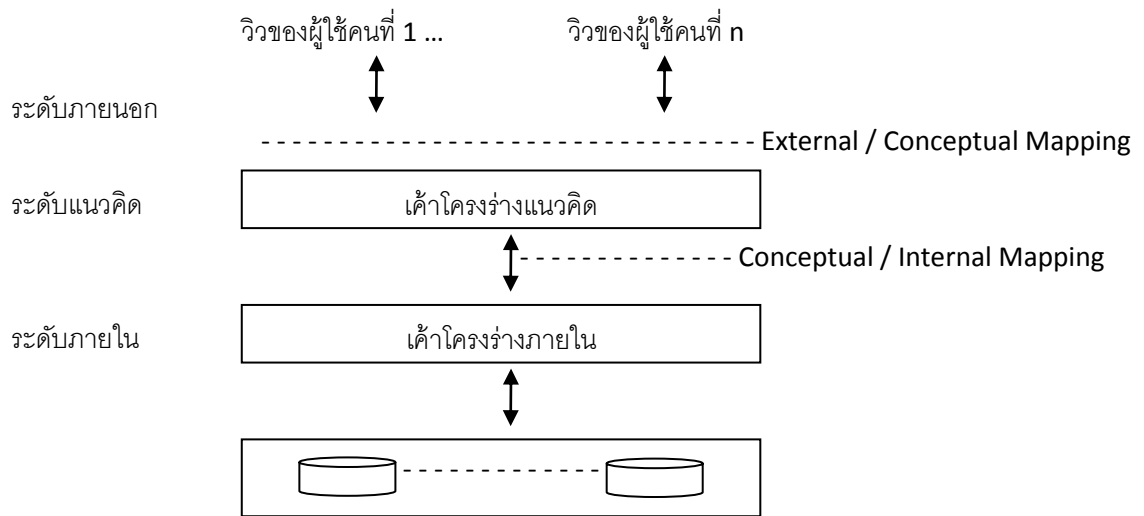 วิวของผู้ใช้คนที่ 1 ... วิวของผู้ใช้คนที่ n
ระดับภายนอก
External / Conceptual Mapping
ระดับแนวคิด เค้าโครงร่างแนวคิด
Conceptual / Internal Mapping
ระดับภายใน เค้าโครงร่างภายใน